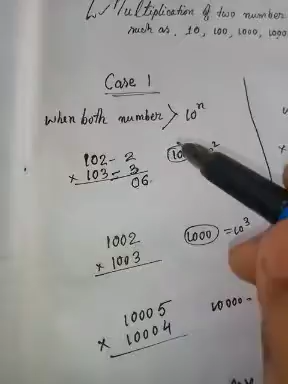 Multiplication of two number
such as, 10, 100, 1000, 1000
Case 1
When both number > 10ⁿ
102 - 2
× 103 - 3
06.
1002 1000 = 10³
× 1003
10005 10000 -
× 10004